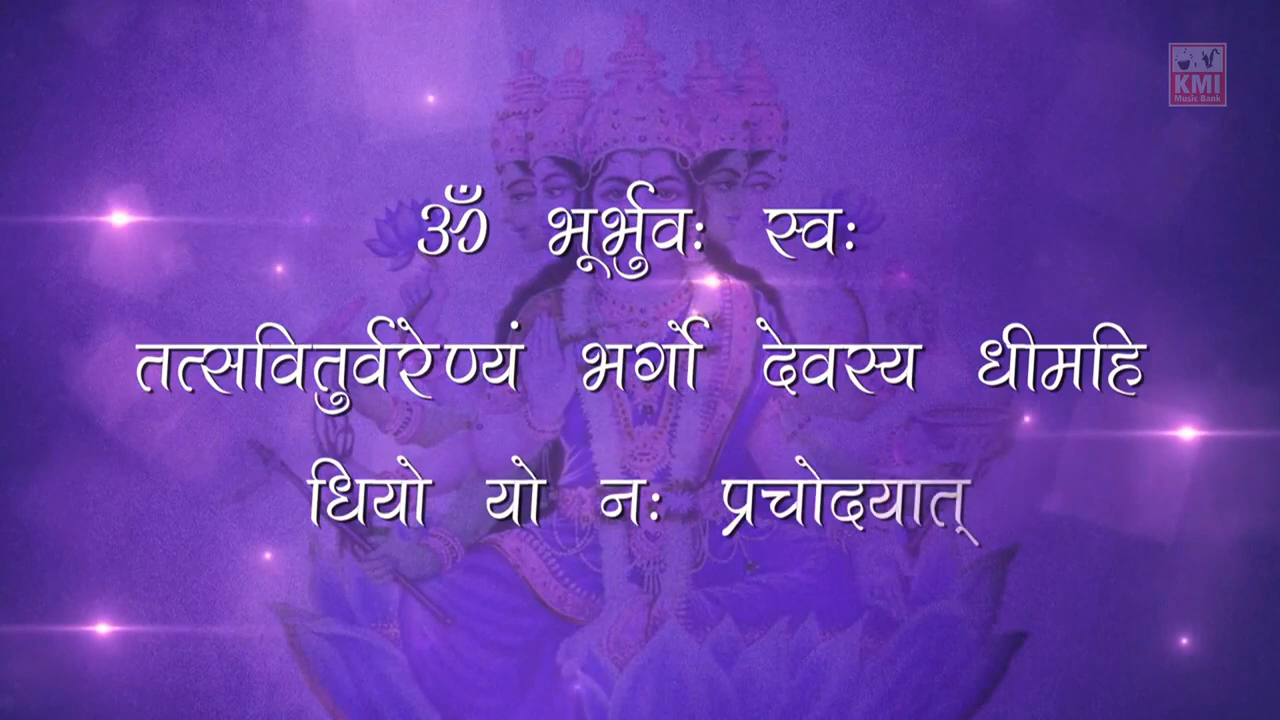 KMI
Music Bank
ॐ भूर्भुवः स्वः
तत्सवितुर्वरेण्यं भर्गो देवस्य धीमहि
धियो यो नः प्रचोदयात्